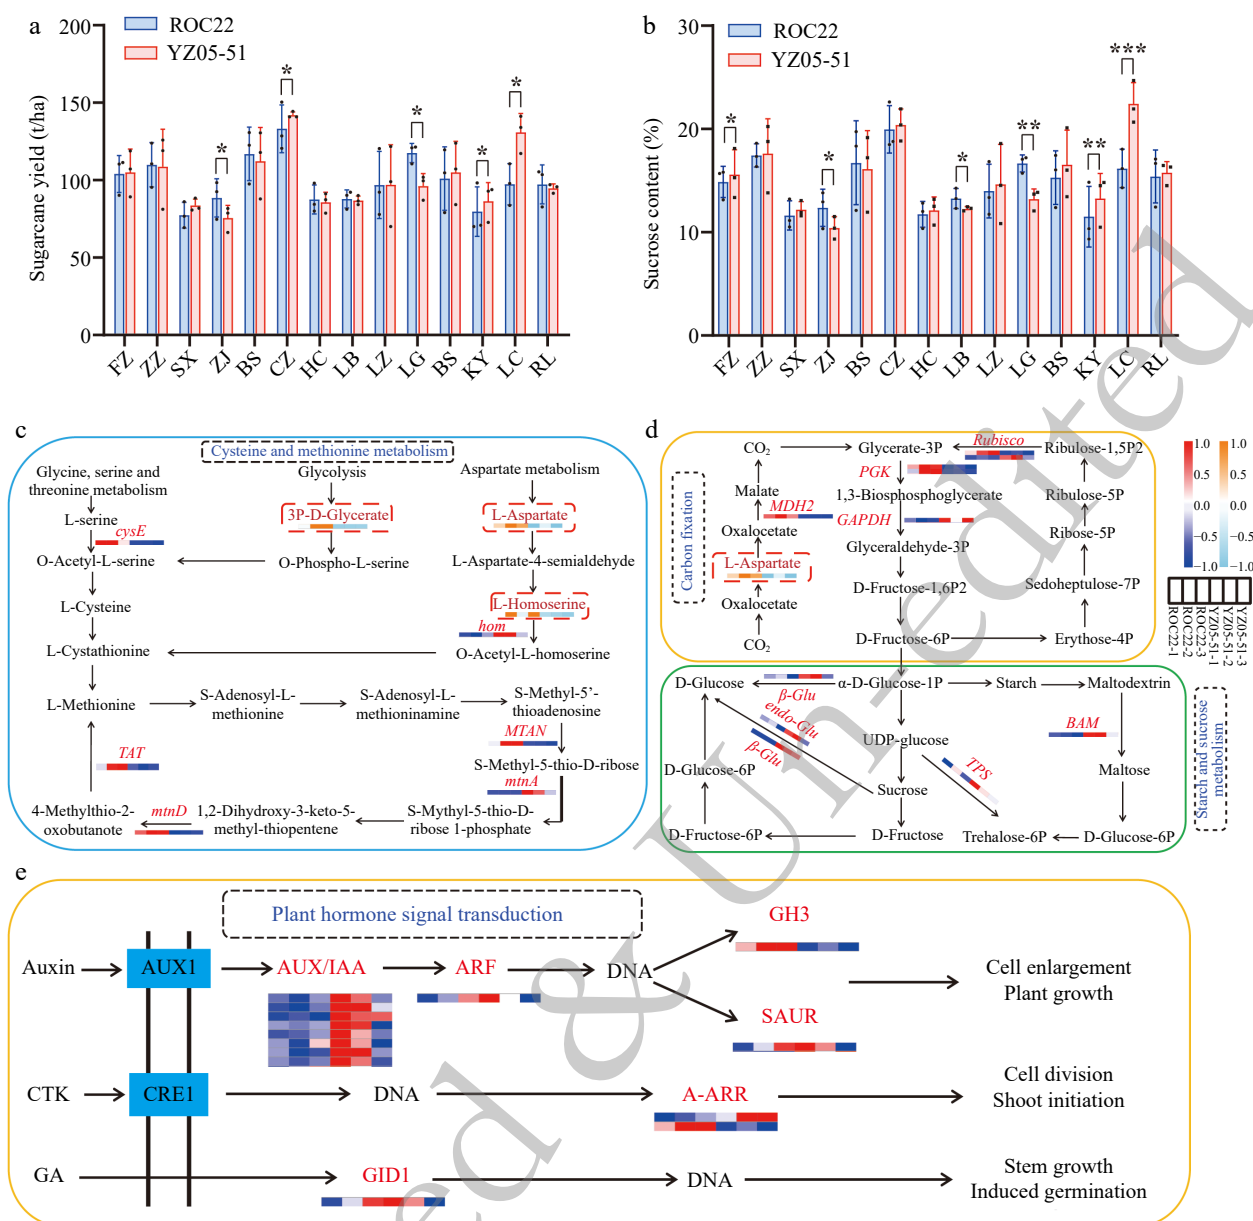 a
ROC22
YZ05-51
Sugarcane yield (t/ha)
200
150
100
50
0
*
*
*
*
*
FZ
ZZ
SX
ZJ
BS
CZ
HC
LB
LZ
LG
BS
KY
LC
RL
b
ROC22
YZ05-51
Sucrose content (%)
30
20
10
0
*
*
*
**
**
***
FZ
ZZ
SX
ZJ
BS
CZ
HC
LB
LZ
LG
BS
KY
LC
RL
c
Cysteine and methionine metabolism
Glycine, serine and
threonine metabolism
Glycolysis
Aspartate metabolism
L-serine
cysE
3P-D-Glycerate
L-Aspartate
O-Acetyl-L-serine
O-Phospho-L-serine
L-Aspartate-4-semialdehyde
L-Cysteine
L-Homoserine
hom
L-Cystathionine
O-Acetyl-L-homoserine
L-Methionine
S-Adenosyl-L-
methionine
S-Adenosyl-L-
methioninamine
S-Methyl-5'-
thioadenosine
MTAN
TAT
S-Methyl-5-thio-D-ribose
mtnA
4-Methylthio-2-
oxobutanote
mtnD
1,2-Dihydroxy-3-keto-5-
methyl-thiopentene
S-Mythyl-5-thio-D-
ribose 1-phosphate
d
Carbon fixation
CO2
Glycerate-3P
Rubisco
Ribulose-1,5P2
PGK
Malate
1,3-Biosphosphoglycerate
Ribulose-5P
MDH2
GAPDH
Oxalocetate
Glyceraldehyde-3P
Ribose-5P
L-Aspartate
D-Fructose-1,6P2
Sedoheptulose-7P
Oxalocetate
CO2
D-Fructose-6P
Erythose-4P
1.0
0.5
0
−0.5
−1.0
1.0
0.5
0
−0.5
−1.0
ROC22-1
ROC22-2
ROC22-3
YZ05-51-1
YZ05-51-2
YZ05-51-3
D-Glucose
β-Glu
α-D-Glucose-1P
Starch
Maltodextrin
endo-Glu
β-Glu
UDP-glucose
BAM
TPS
D-Glucose-6P
Maltose
Sucrose
D-Fructose-6P
D-Fructose
Trehalose-6P
D-Glucose-6P
Starch and sucrose
metabolism
e
Plant hormone signal transduction
Auxin
AUX1
AUX/IAA
ARF
DNA
GH3
SAUR
Cell enlargement
Plant growth
CTK
CRE1
DNA
A-ARR
Cell division
Shoot initiation
GA
GID1
DNA
Stem growth
Induced germination
ed & Un-edited